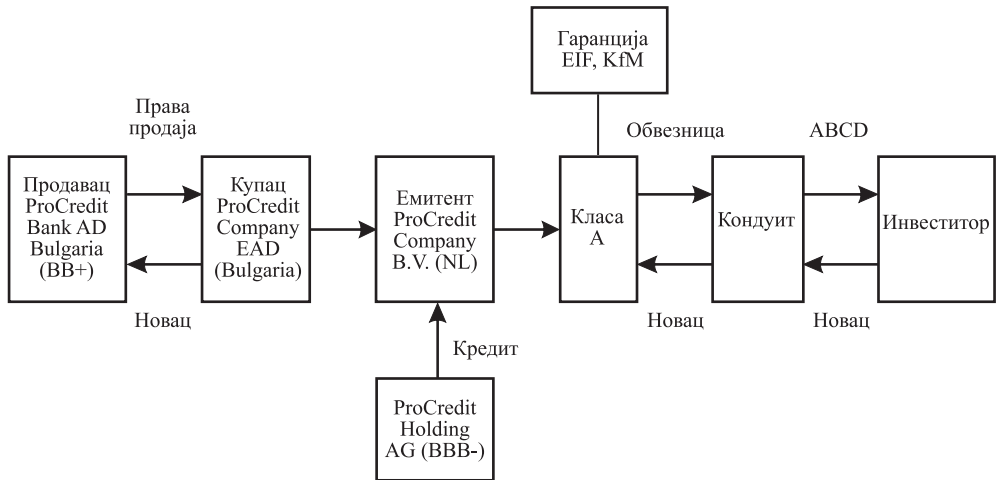 Гаранција
EIF, KfM
Права
продаја
Обвезница
ABCD
Продавац
ProCredit
Bank AD
Bulgaria
(BB+)
Купац
ProCredit
Company
EAD
(Bulgaria)
Емитент
ProCredit
Company
B.V. (NL)
Класа
А
Кондуит
Инвеститор
Новац
Новац
Новац
Кредит
ProCredit
Holding
AG (BBB-)